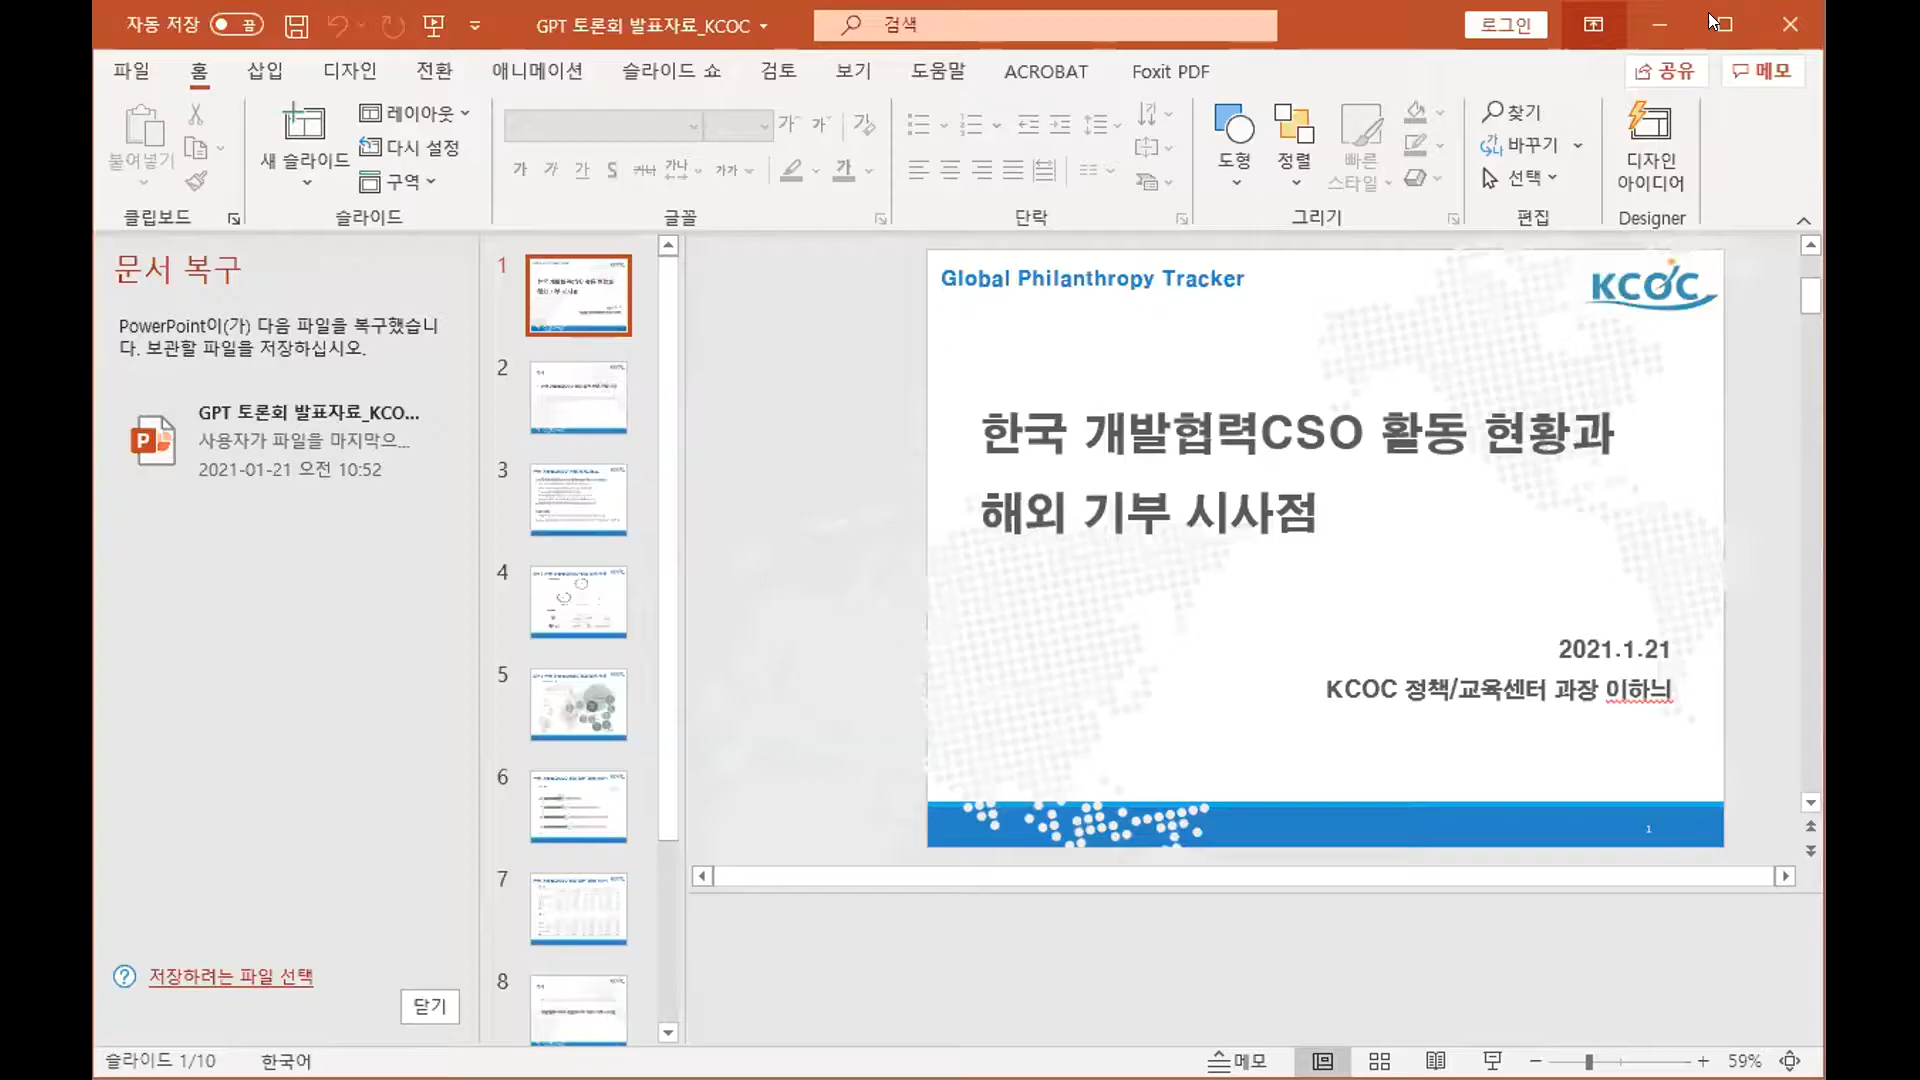 자동 저장 끔 GPT 토론회 발표자료_KCOC 검색 로그인
파일 홈 삽입 디자인 전환 애니메이션 슬라이드 쇼 검토 보기 도움말 ACROBAT Foxit PDF 공유 메모
붙여넣기
클립보드
새 슬라이드
레이아웃
다시 설정
구역
슬라이드
글꼴
단락
도형
정렬
빠른
스타일
그리기
찾기
바꾸기
선택
편집
디자인
아이디어
Designer
문서 복구
PowerPoint이(가) 다음 파일을 복구했습니
다. 보관할 파일을 저장하십시오.
GPT 토론회 발표자료_KCO...
사용자가 파일을 마지막으...
2021-01-21 오전 10:52
저장하려는 파일 선택
닫기
1
2
3
4
5
6
7
8
Global Philanthropy Tracker
KCOC
한국 개발협력CSO 활동 현황과
해외 기부 시사점
2021.1.21
KCOC 정책/교육센터 과장 이하늬
1
슬라이드 1/10 한국어 메모 59%